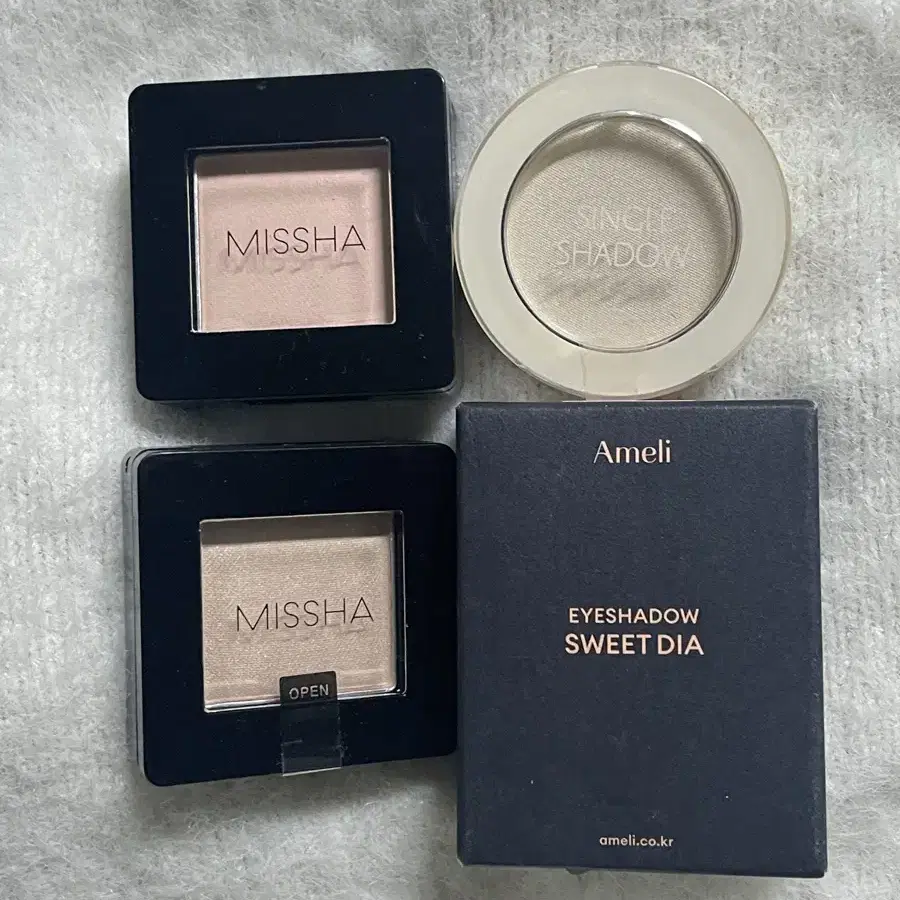 MISSHA
SINGLE
SHADOW
MISSHA
OPEN
Ameli
EYESHADOW
SWEET DIA
ameli.co.kr